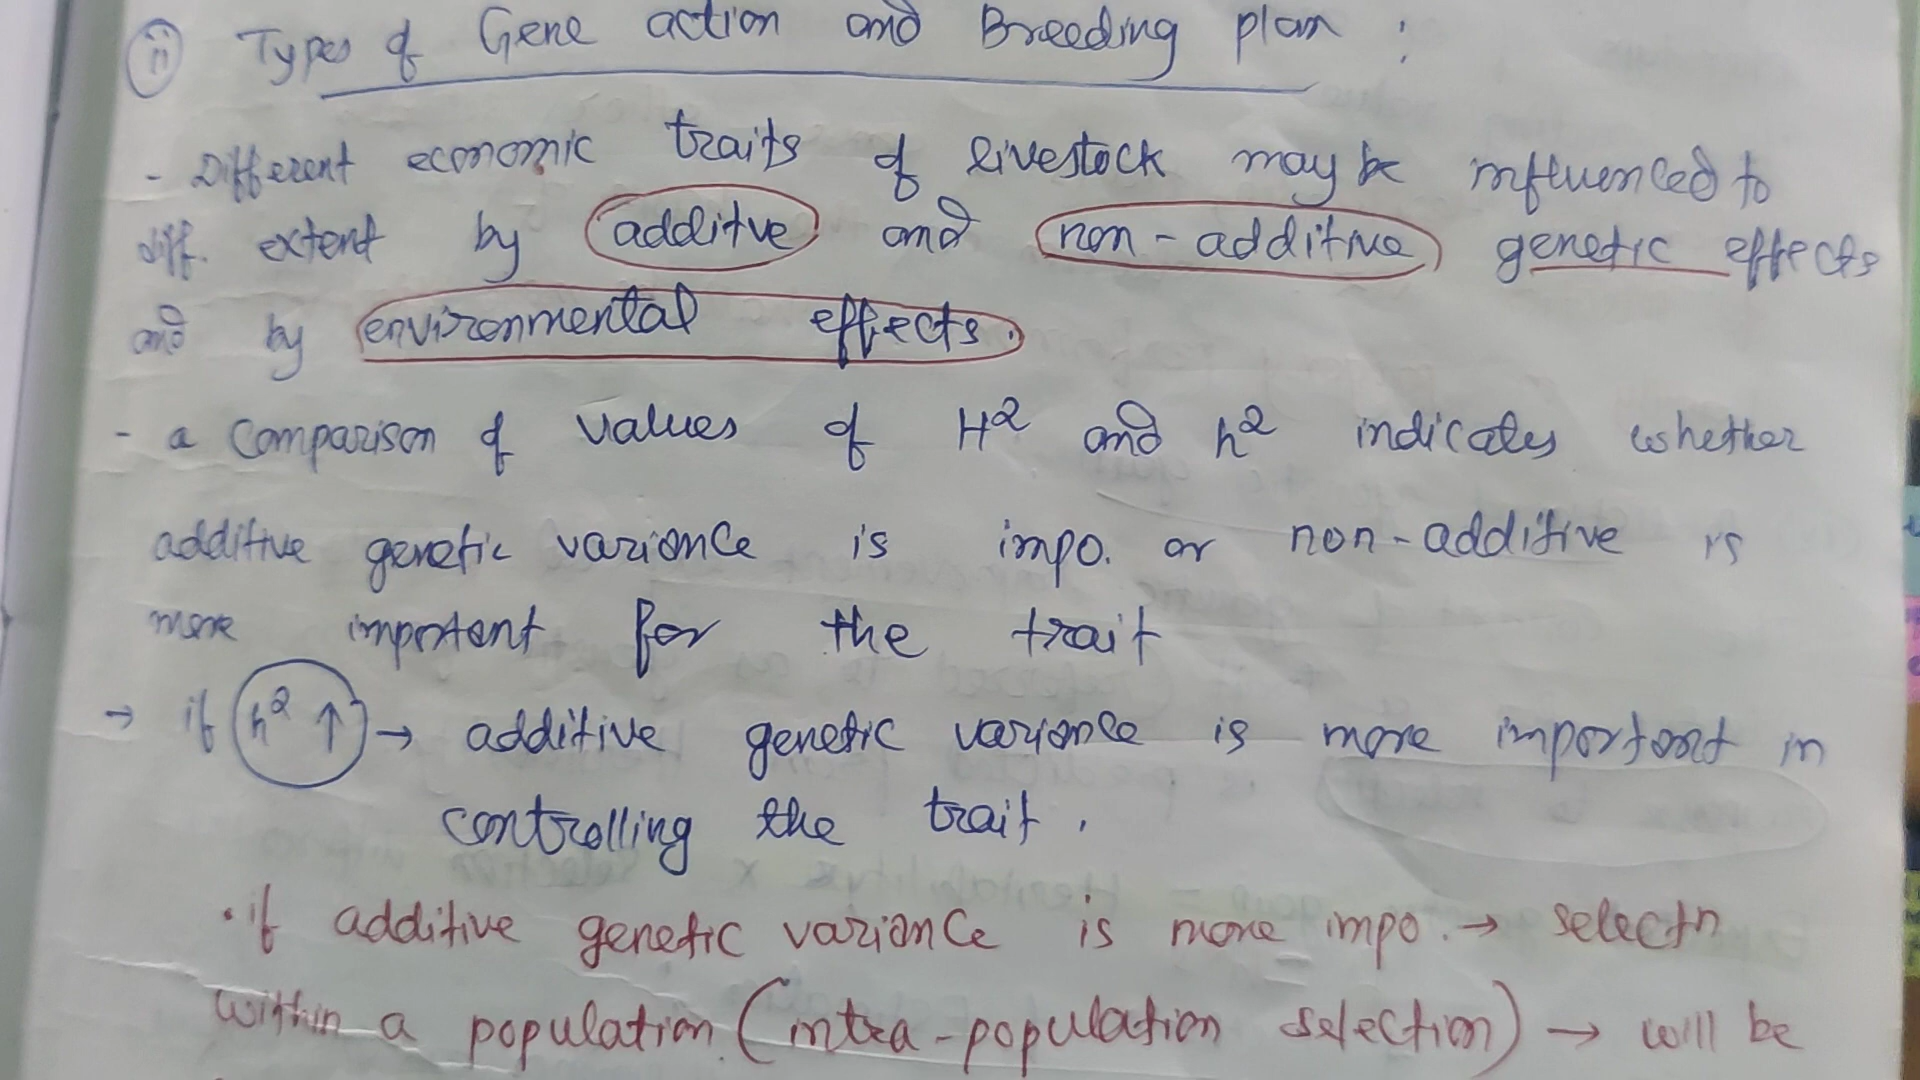 (ii) Types of Gene action and Breeding plan :
- Different economic traits of livestock may be influenced to
diff. extent by additve and non-additive genetic effects
and by environmental effects.
- a comparison of values of H² and h² indicates whether
additive genetic variance is impo. or non-additive is
more important for the trait
→ if h² ↑ → additive genetic variance is more important in
controlling the trait.
• if additive genetic variance is more impo. → selectn
within a population (intra-population selection) → will be